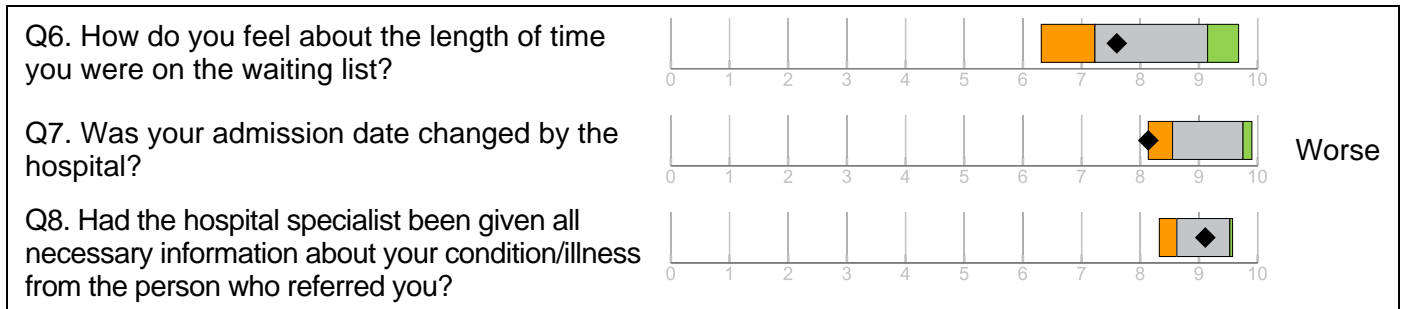 Q6. How do you feel about the length of time
you were on the waiting list?
0 1 2 3 4 5 6 7 8 9 10
Q7. Was your admission date changed by the
hospital?
Worse
0 1 2 3 4 5 6 7 8 9 10
Q8. Had the hospital specialist been given all
necessary information about your condition/illness
from the person who referred you?
0 1 2 3 4 5 6 7 8 9 10